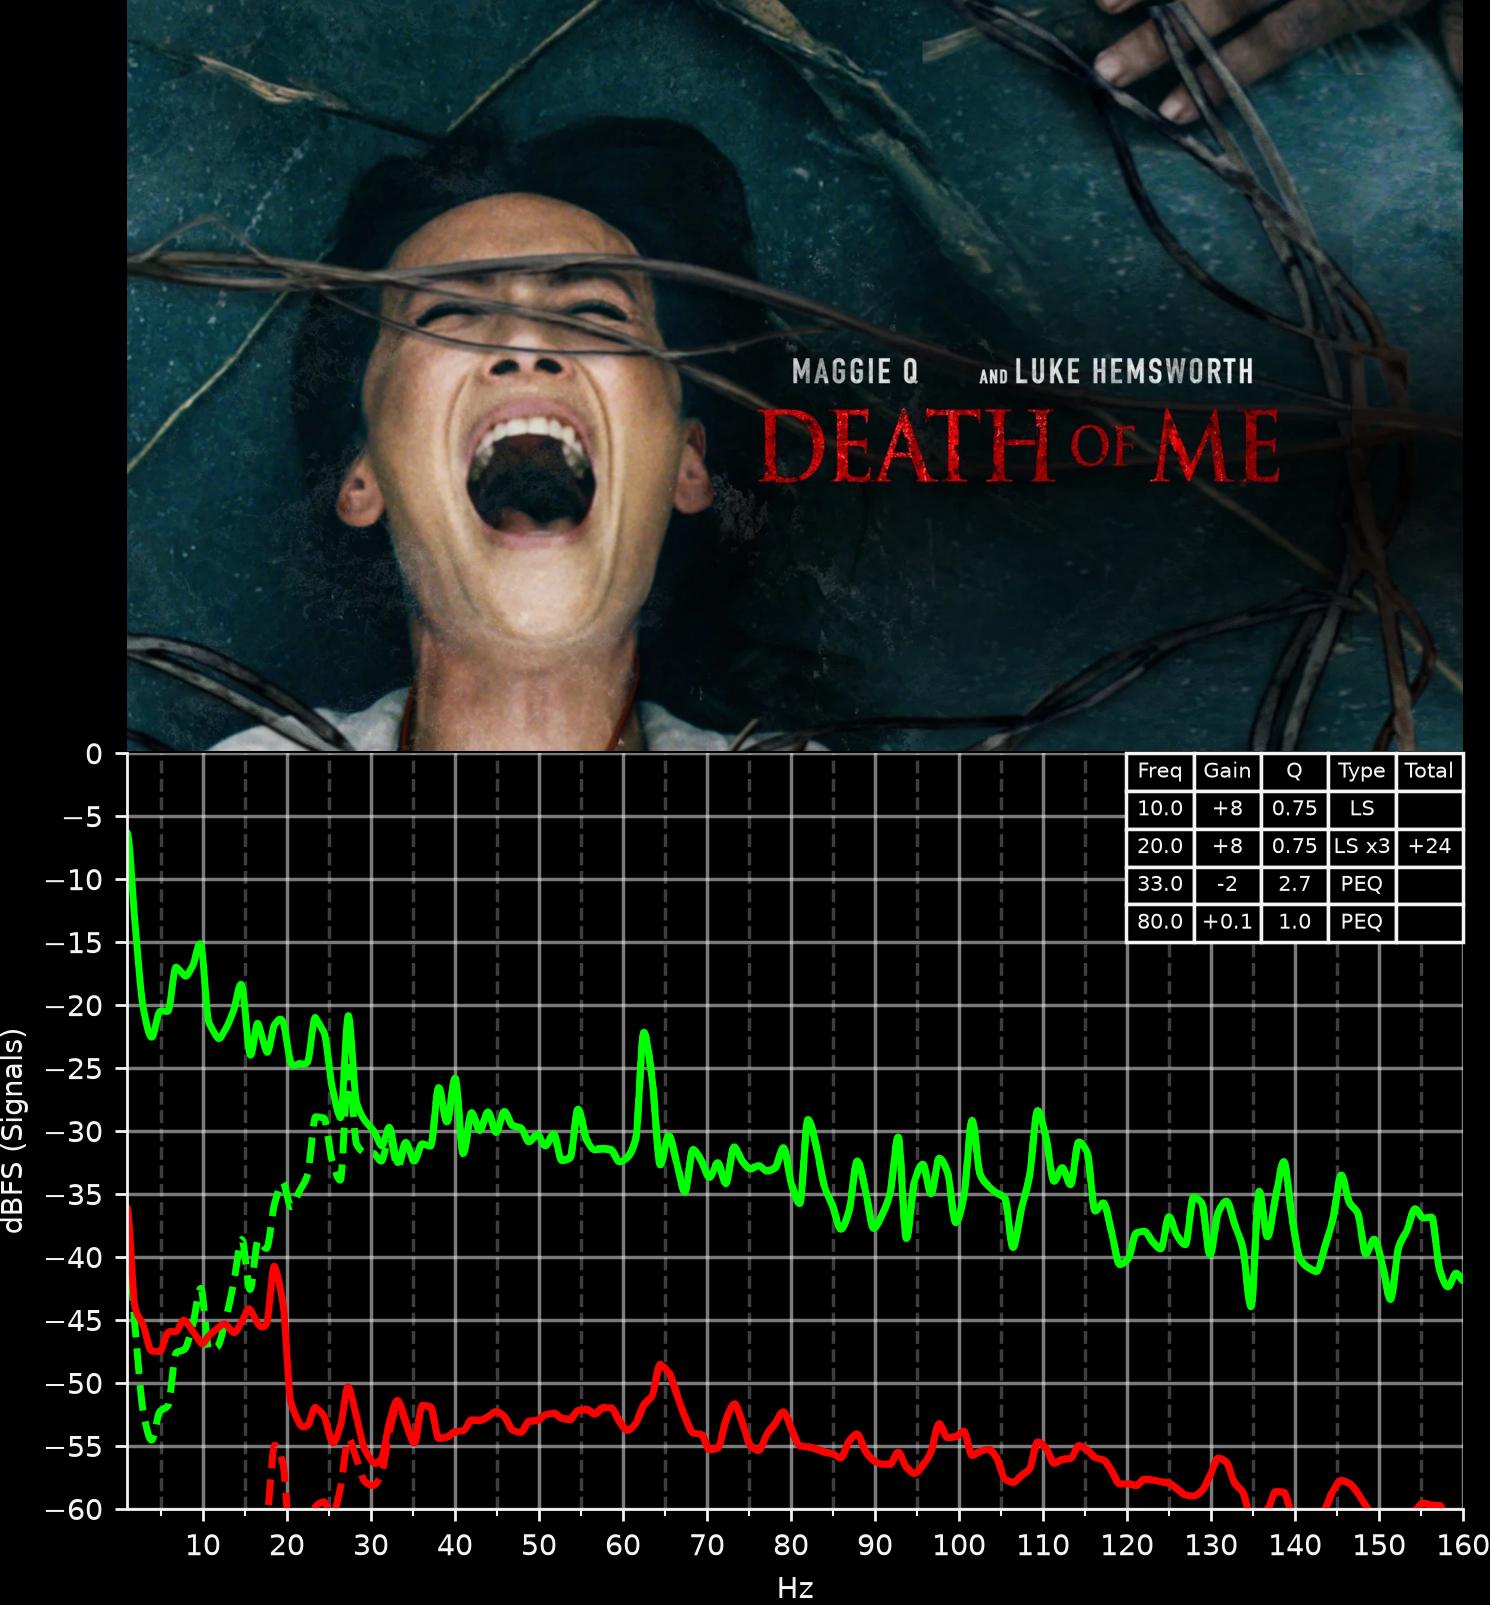 MAGGIE Q AND LUKE HEMSWORTH
DEATH OF ME
Freq Gain Q Type Total
10.0 +8 0.75 LS
20.0 +8 0.75 LS x3 +24
33.0 -2 2.7 PEQ
80.0 +0.1 1.0 PEQ
0
−5
−10
−15
−20
−25
−30
−35
−40
−45
−50
−55
−60
dBFS (Signals)
10 20 30 40 50 60 70 80 90 100 110 120 130 140 150 160
Hz